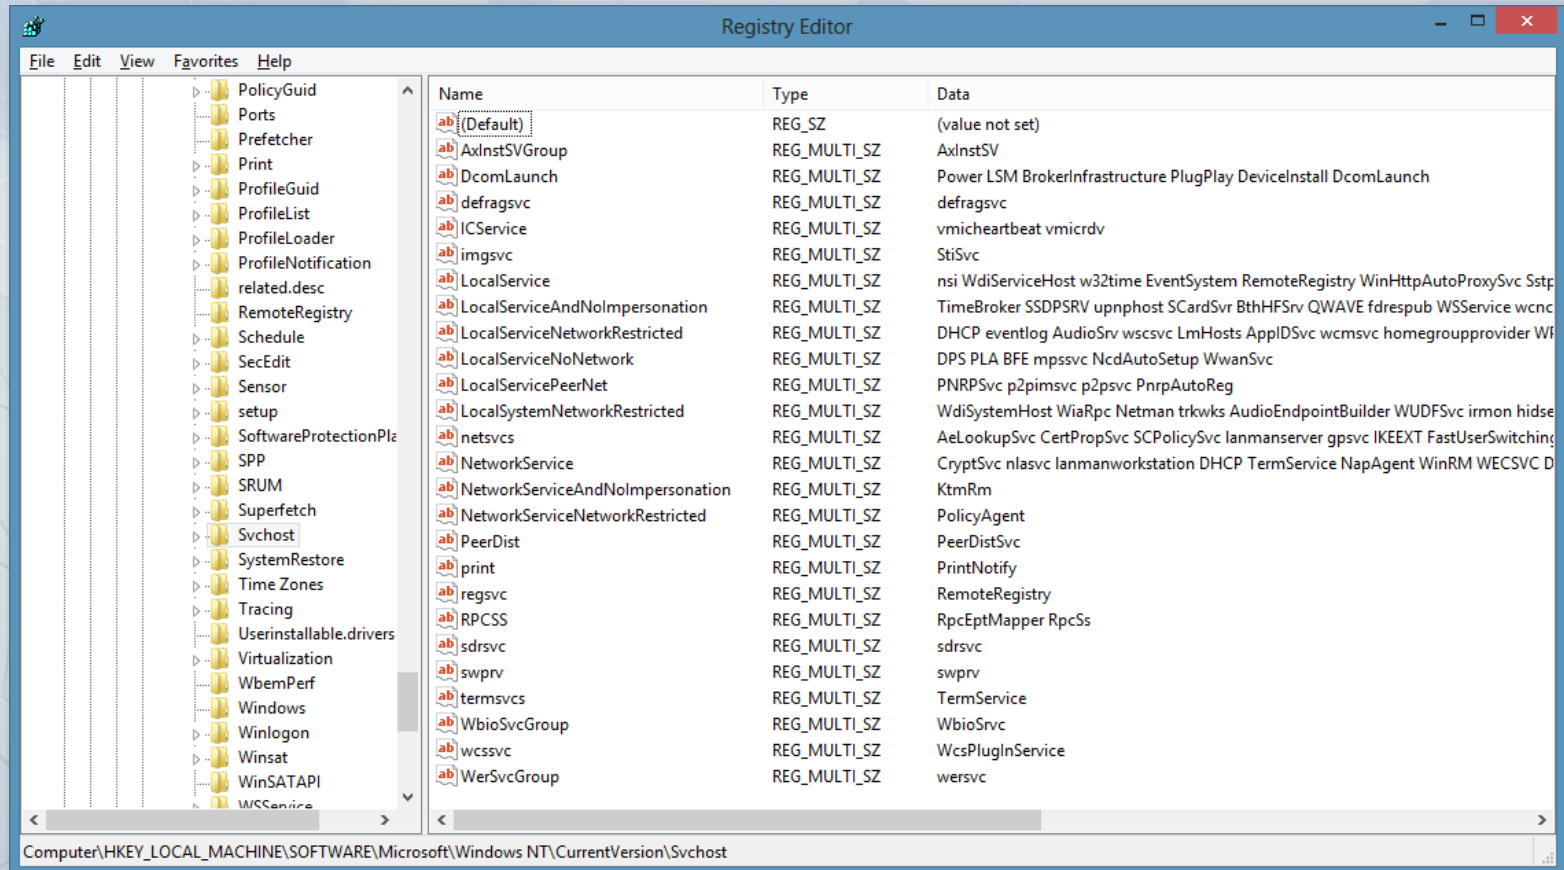 Registry Editor
File Edit View Favorites Help
PolicyGuid
Ports
Prefetcher
Print
ProfileGuid
ProfileList
ProfileLoader
ProfileNotification
related.desc
RemoteRegistry
Schedule
SecEdit
Sensor
setup
SoftwareProtectionPla
SPP
SRUM
Superfetch
Svchost
SystemRestore
Time Zones
Tracing
Userinstallable.drivers
Virtualization
WbemPerf
Windows
Winlogon
Winsat
WinSATAPI
WSService
Name Type Data
(Default) REG_SZ (value not set)
AxInstSVGroup REG_MULTI_SZ AxInstSV
DcomLaunch REG_MULTI_SZ Power LSM BrokerInfrastructure PlugPlay DeviceInstall DcomLaunch
defragsvc REG_MULTI_SZ defragsvc
ICService REG_MULTI_SZ vmicheartbeat vmicrdv
imgsvc REG_MULTI_SZ StiSvc
LocalService REG_MULTI_SZ nsi WdiServiceHost w32time EventSystem RemoteRegistry WinHttpAutoProxySvc Sstp
LocalServiceAndNoImpersonation REG_MULTI_SZ TimeBroker SSDPSRV upnphost SCardSvr BthHFSrv QWAVE fdrespub WSService wcnc
LocalServiceNetworkRestricted REG_MULTI_SZ DHCP eventlog AudioSrv wscsvc LmHosts AppIDSvc wcmsvc homegroupprovider
LocalServiceNoNetwork REG_MULTI_SZ DPS PLA BFE mpssvc NcdAutoSetup WwanSvc
LocalServicePeerNet REG_MULTI_SZ PNRPSvc p2pimsvc p2psvc PnrpAutoReg
LocalSystemNetworkRestricted REG_MULTI_SZ WdiSystemHost WiaRpc Netman trkwks AudioEndpointBuilder WUDFSvc irmon hidse
netsvcs REG_MULTI_SZ AeLookupSvc CertPropSvc SCPolicySvc lanmanserver gpsvc IKEEXT FastUserSwitching
NetworkService REG_MULTI_SZ CryptSvc nlasvc lanmanworkstation DHCP TermService NapAgent WinRM WECSVC D
NetworkServiceAndNoImpersonation REG_MULTI_SZ KtmRm
NetworkServiceNetworkRestricted REG_MULTI_SZ PolicyAgent
PeerDist REG_MULTI_SZ PeerDistSvc
print REG_MULTI_SZ PrintNotify
regsvc REG_MULTI_SZ RemoteRegistry
RPCSS REG_MULTI_SZ RpcEptMapper RpcSs
sdrsvc REG_MULTI_SZ sdrsvc
swprv REG_MULTI_SZ swprv
termsvcs REG_MULTI_SZ TermService
WbioSvcGroup REG_MULTI_SZ WbioSrvc
wcssvc REG_MULTI_SZ WcsPlugInService
WerSvcGroup REG_MULTI_SZ wersvc
Computer\HKEY_LOCAL_MACHINE\SOFTWARE\Microsoft\Windows NT\CurrentVersion\Svchost